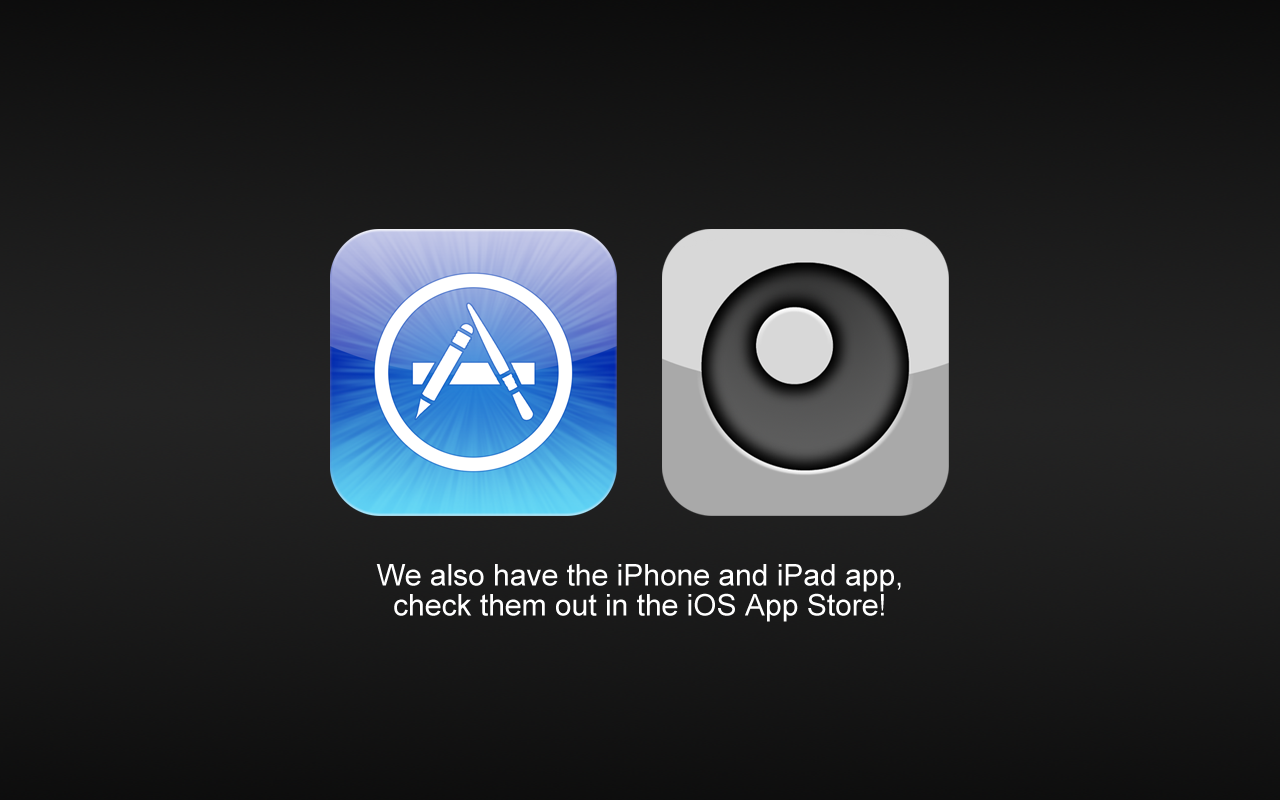 We also have the iPhone and iPad app,
check them out in the iOS App Store!